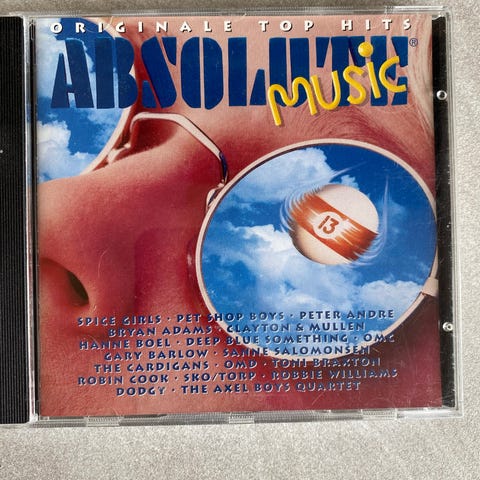 ORIGINALE TOP HITS
ABSOLUTE®
music
13
SPICE GIRLS · PET SHOP BOYS · PETER ANDRE
BRYAN ADAMS · CLAYTON & MULLEN
HANNE BOEL · DEEP BLUE SOMETHING · OMC
GARY BARLOW · SANNE SALOMONSEN
THE CARDIGANS · OMD · TONI BRAXTON
ROBIN COOK · SKO/TORP · ROBBIE WILLIAMS
DODGY · THE AXEL BOYS QUARTET